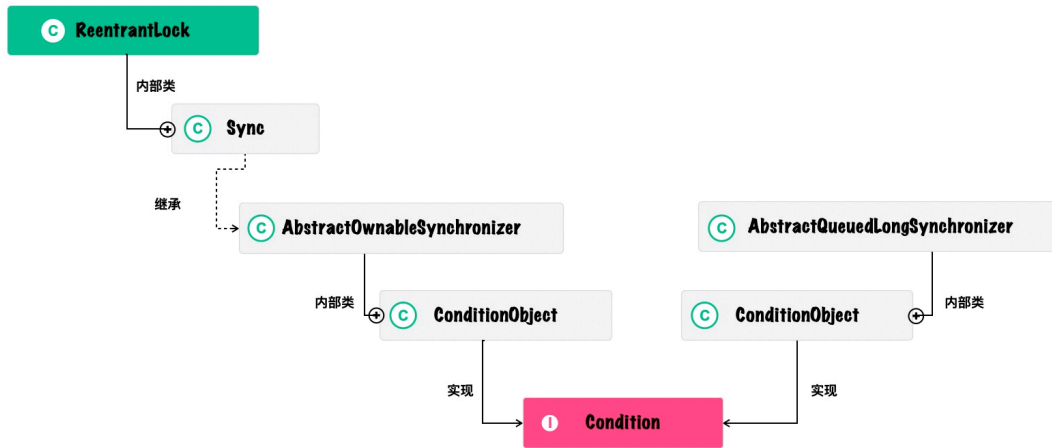 C ReentrantLock
内部类
C Sync
继承
C AbstractOwnableSynchronizer
C AbstractQueuedLongSynchronizer
内部类
C ConditionObject
C ConditionObject
内部类
实现
实现
I Condition